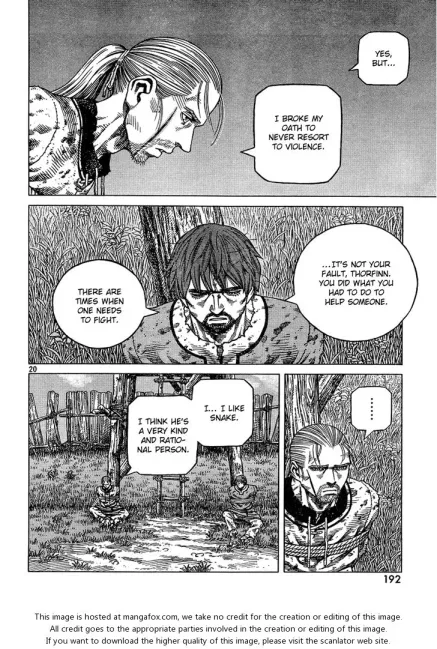 YES,
BUT...
I BROKE MY
OATH TO
NEVER RESORT
TO VIOLENCE.
...IT'S NOT YOUR
FAULT, THORFINN.
YOU DID WHAT YOU
HAD TO DO TO
HELP SOMEONE.
THERE ARE
TIMES WHEN
ONE NEEDS
TO FIGHT.
20
I... I LIKE
SNAKE.
I THINK HE'S
A VERY KIND
AND RATIO-
NAL PERSON.
......
192
This image is hosted at mangafox.com, we take no credit for the creation or editing of this image.
All credit goes to the appropriate parties involved in the creation or editing of this image.
If you want to download the higher quality of this image, please visit the scanlator web site.